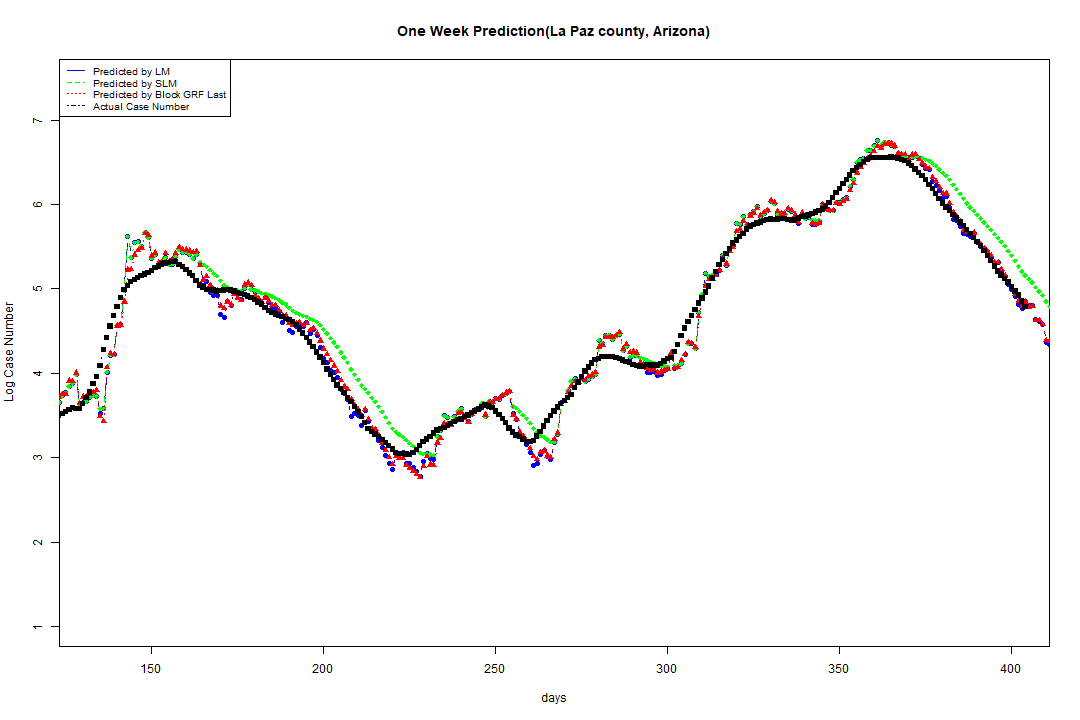 One Week Prediction(La Paz county, Arizona)
Predicted by LM
Predicted by SLM
Predicted by Block GRF Last
Actual Case Number
7
6
5
4
3
2
1
Log Case Number
150 200 250 300 350 400
days